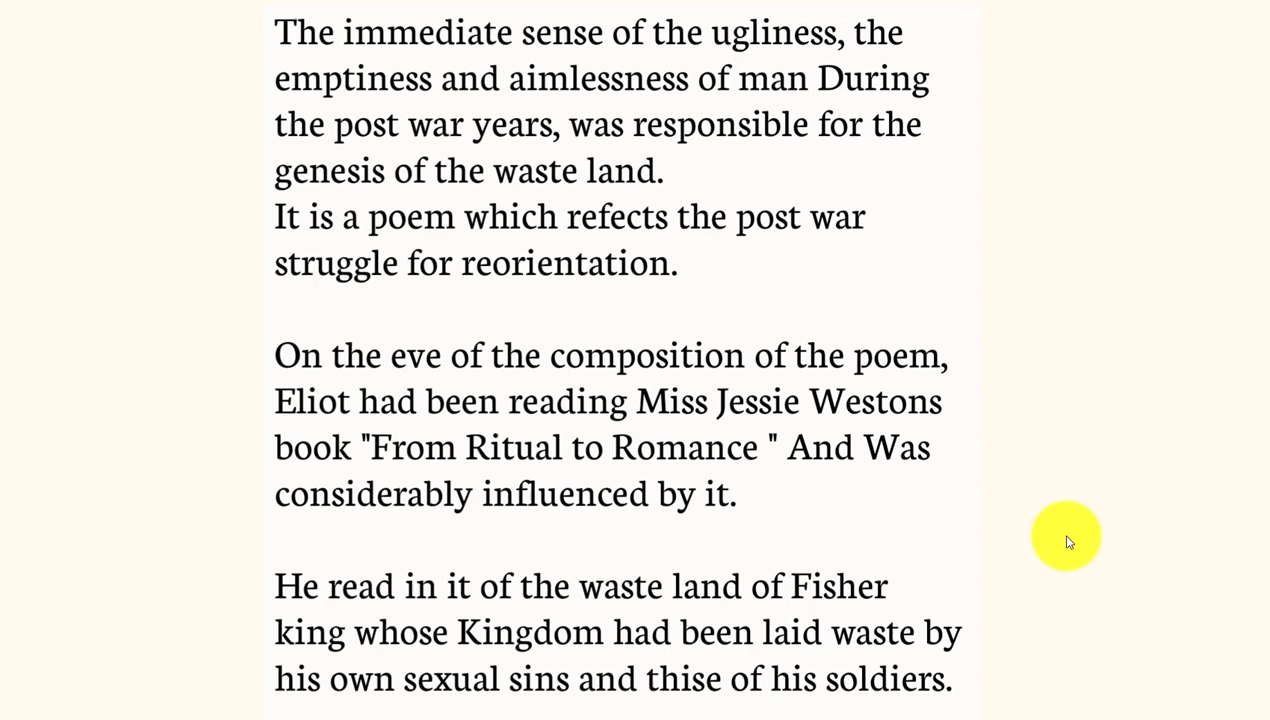 The immediate sense of the ugliness, the
emptiness and aimlessness of man During
the post war years, was responsible for the
genesis of the waste land.
It is a poem which refects the post war
struggle for reorientation.
On the eve of the composition of the poem,
Eliot had been reading Miss Jessie Westons
book "From Ritual to Romance " And Was
considerably influenced by it.
He read in it of the waste land of Fisher
king whose Kingdom had been laid waste by
his own sexual sins and thise of his soldiers.